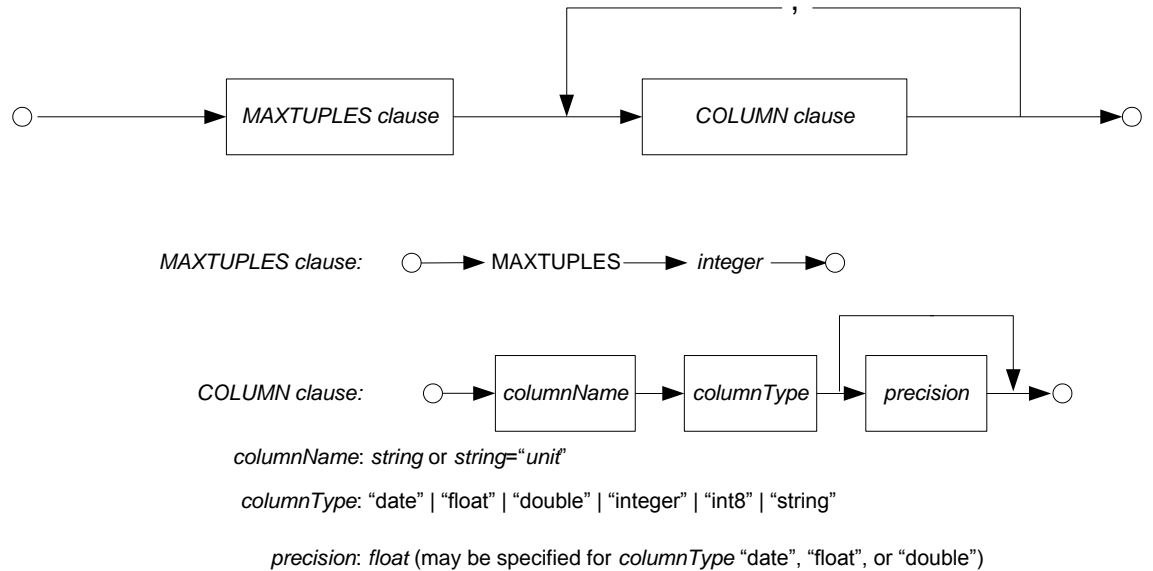 ,
MAXTUPLES clause
COLUMN clause
MAXTUPLES clause: MAXTUPLES integer
COLUMN clause: columnName columnType precision
columnName: string or string=“unit”
columnType: “date” | “float” | “double” | “integer” | “int8” | “string”
precision: float (may be specified for columnType “date”, “float”, or “double”)